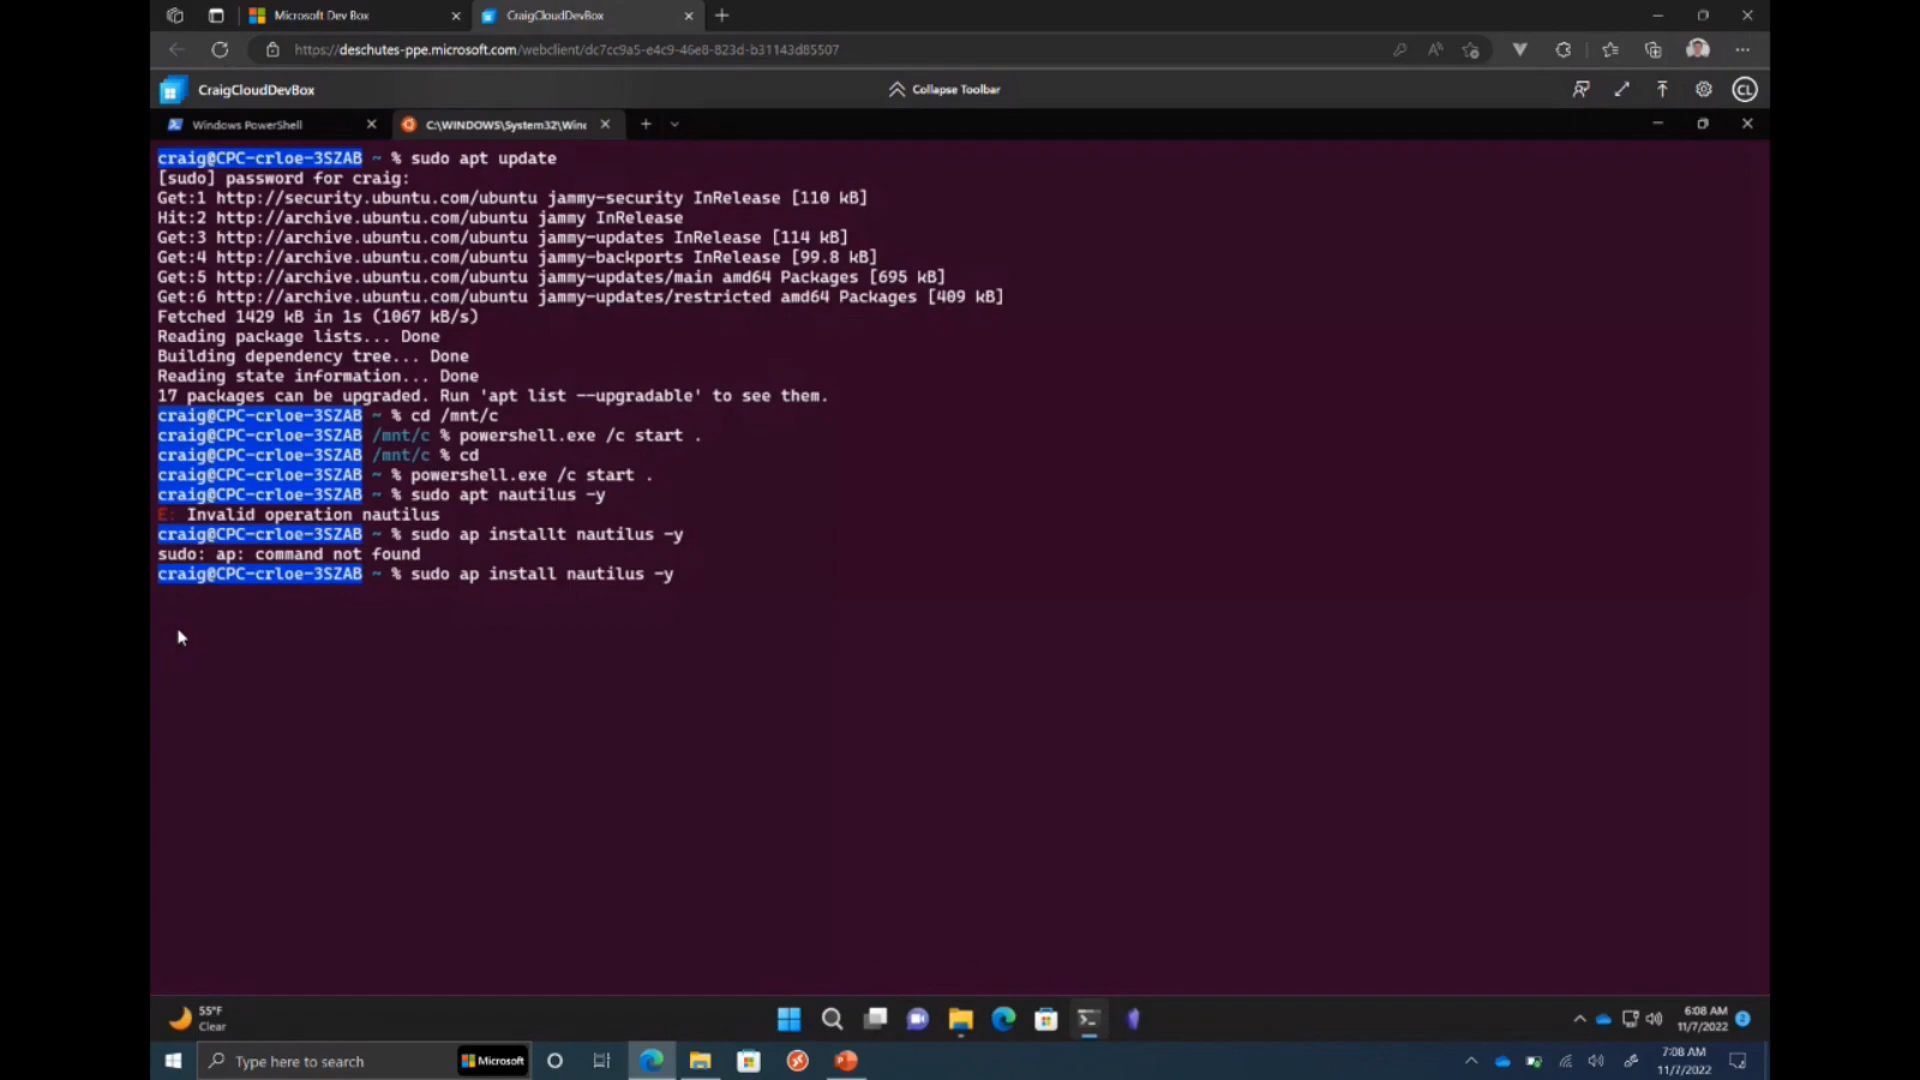 Microsoft Dev Box
CraigCloudDevBox
https://deschutes-ppe.microsoft.com/webclient/dc7cc9a5-e4c9-46e8-823d-b31143d85507
CraigCloudDevBox
Collapse Toolbar
CL
Windows PowerShell
C:\WINDOWS\System32\Wind
craig@CPC-crloe-3SZAB ~ % sudo apt update
[sudo] password for craig:
Get:1 http://security.ubuntu.com/ubuntu jammy-security InRelease [110 kB]
Hit:2 http://archive.ubuntu.com/ubuntu jammy InRelease
Get:3 http://archive.ubuntu.com/ubuntu jammy-updates InRelease [114 kB]
Get:4 http://archive.ubuntu.com/ubuntu jammy-backports InRelease [99.8 kB]
Get:5 http://archive.ubuntu.com/ubuntu jammy-updates/main amd64 Packages [695 kB]
Get:6 http://archive.ubuntu.com/ubuntu jammy-updates/restricted amd64 Packages [409 kB]
Fetched 1429 kB in 1s (1067 kB/s)
Reading package lists... Done
Building dependency tree... Done
Reading state information... Done
17 packages can be upgraded. Run 'apt list --upgradable' to see them.
craig@CPC-crloe-3SZAB ~ % cd /mnt/c
craig@CPC-crloe-3SZAB /mnt/c % powershell.exe /c start .
craig@CPC-crloe-3SZAB /mnt/c % cd
craig@CPC-crloe-3SZAB ~ % powershell.exe /c start .
craig@CPC-crloe-3SZAB ~ % sudo apt nautilus -y
E: Invalid operation nautilus
craig@CPC-crloe-3SZAB ~ % sudo ap installt nautilus -y
sudo: ap: command not found
craig@CPC-crloe-3SZAB ~ % sudo ap install nautilus -y
55°F
Clear
6:08 AM
11/7/2022
2
Type here to search
Microsoft
7:08 AM
11/7/2022